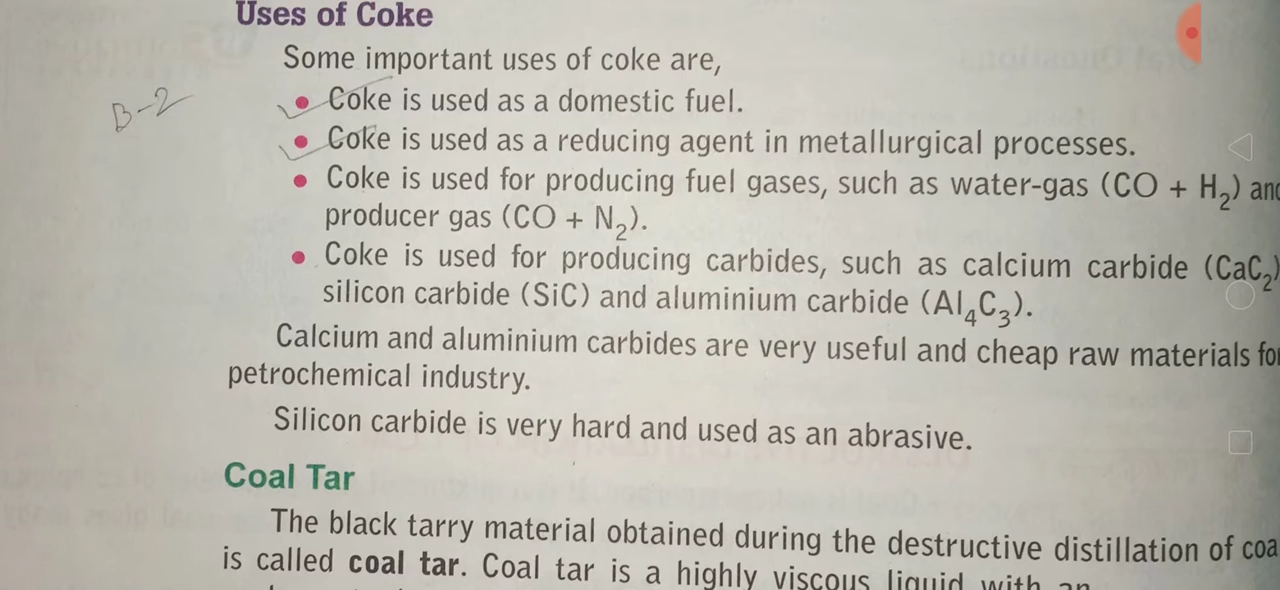 Uses of Coke
Some important uses of coke are,
B-2
• Coke is used as a domestic fuel.
• Coke is used as a reducing agent in metallurgical processes.
• Coke is used for producing fuel gases, such as water-gas (CO + H₂) and
producer gas (CO + N₂).
• Coke is used for producing carbides, such as calcium carbide (CaC₂)
silicon carbide (SiC) and aluminium carbide (Al₄C₃).
Calcium and aluminium carbides are very useful and cheap raw materials for
petrochemical industry.
Silicon carbide is very hard and used as an abrasive.
Coal Tar
The black tarry material obtained during the destructive distillation of coa
is called coal tar. Coal tar is a highly viscous liquid with an